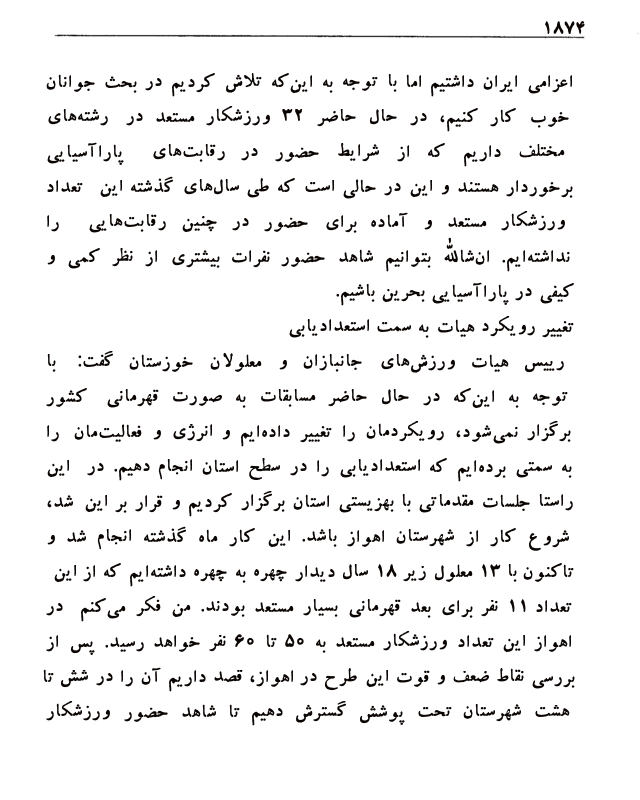 ۱۸۷۴
اعزامی ایران داشتیم اما با توجه به این‌که تلاش کردیم در بحث جوانان
خوب کار کنیم، در حال حاضر ۳۲ ورزشکار مستعد در رشته‌های
مختلف داریم که از شرایط حضور در رقابت‌های پاراآسیایی
برخوردار هستند و این در حالی است که طی سال‌های گذشته این تعداد
ورزشکار مستعد و آماده برای حضور در چنین رقابت‌هایی را
نداشته‌ایم. ان‌شاالله بتوانیم شاهد حضور نفرات بیشتری از نظر کمی و
کیفی در پاراآسیایی بحرین باشیم.
تغییر رویکرد هیات به سمت استعدادیابی
رییس هیات ورزش‌های جانبازان و معلولان خوزستان گفت: با
توجه به این‌که در حال حاضر مسابقات به صورت قهرمانی کشور
برگزار نمی‌شود، رویکردمان را تغییر داده‌ایم و انرژی و فعالیت‌مان را
به سمتی برده‌ایم که استعدادیابی را در سطح استان انجام دهیم. در این
راستا جلسات مقدماتی با بهزیستی استان برگزار کردیم و قرار بر این شد،
شروع کار از شهرستان اهواز باشد. این کار ماه گذشته انجام شد و
تاکنون با ۱۳ معلول زیر ۱۸ سال دیدار چهره به چهره داشته‌ایم که از این
تعداد ۱۱ نفر برای بعد قهرمانی بسیار مستعد بودند. من فکر می‌کنم در
اهواز این تعداد ورزشکار مستعد به ۵۰ تا ۶۰ نفر خواهد رسید. پس از
بررسی نقاط ضعف و قوت این طرح در اهواز، قصد داریم آن را در شش تا
هشت شهرستان تحت پوشش گسترش دهیم تا شاهد حضور ورزشکار